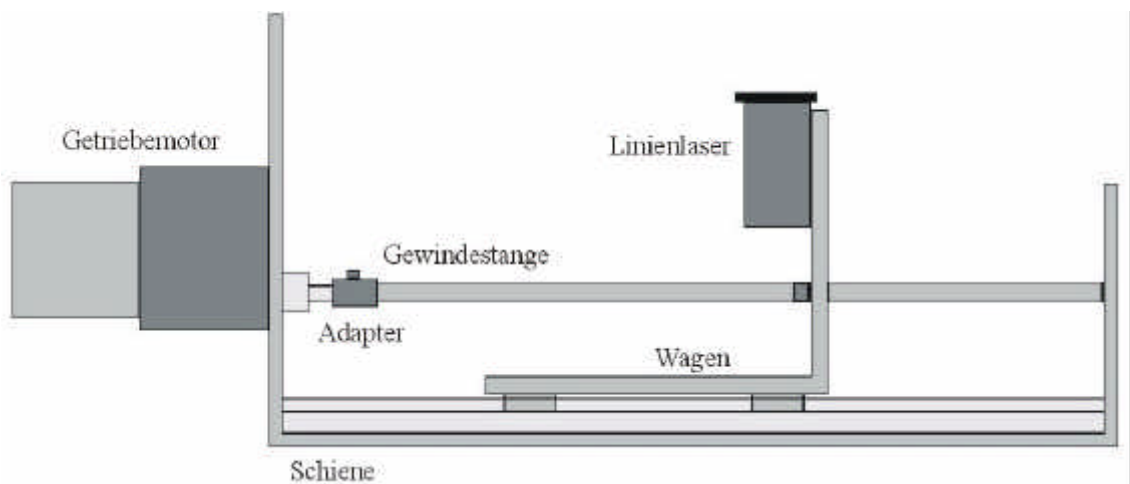 Getriebemotor
Linienlaser
Gewindestange
Adapter
Wagen
Schiene